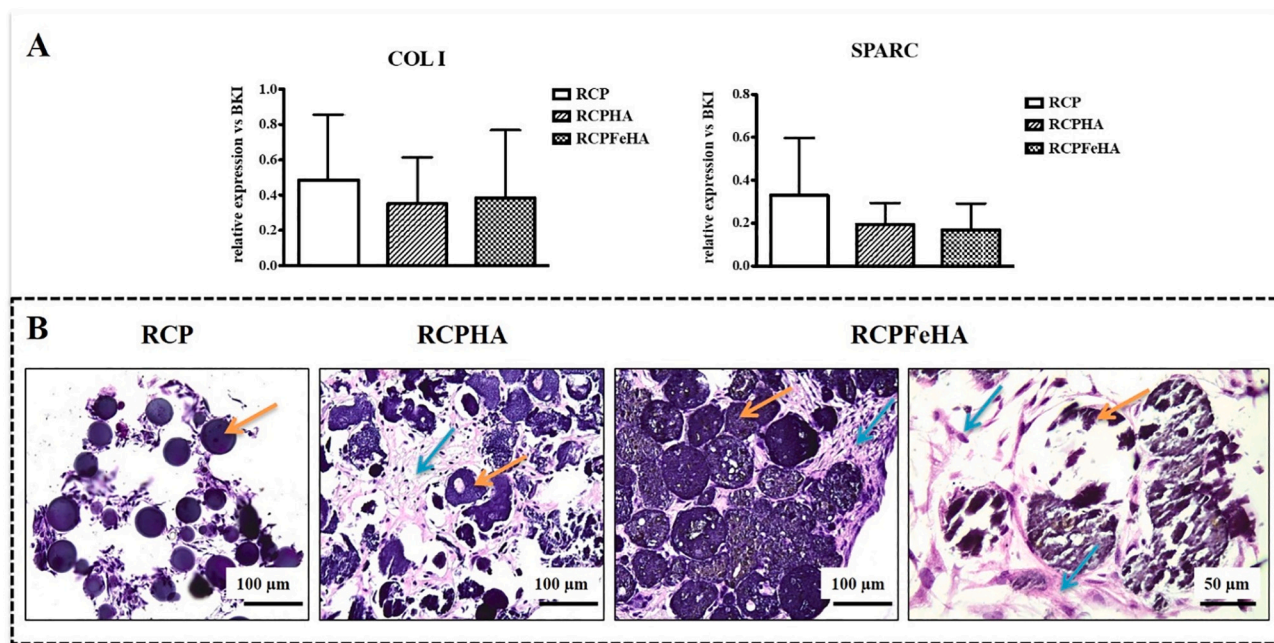 A
COL I
relative expression vs BKI
1.0
0.8
0.6
0.4
0.2
0.0
RCP
RCPHA
RCPFeHA
SPARC
relative expression vs BKI
0.8
0.6
0.4
0.2
0.0
RCP
RCPHA
RCPFeHA
B
RCP
RCPHA
RCPFeHA
100 µm
100 µm
100 µm
50 µm